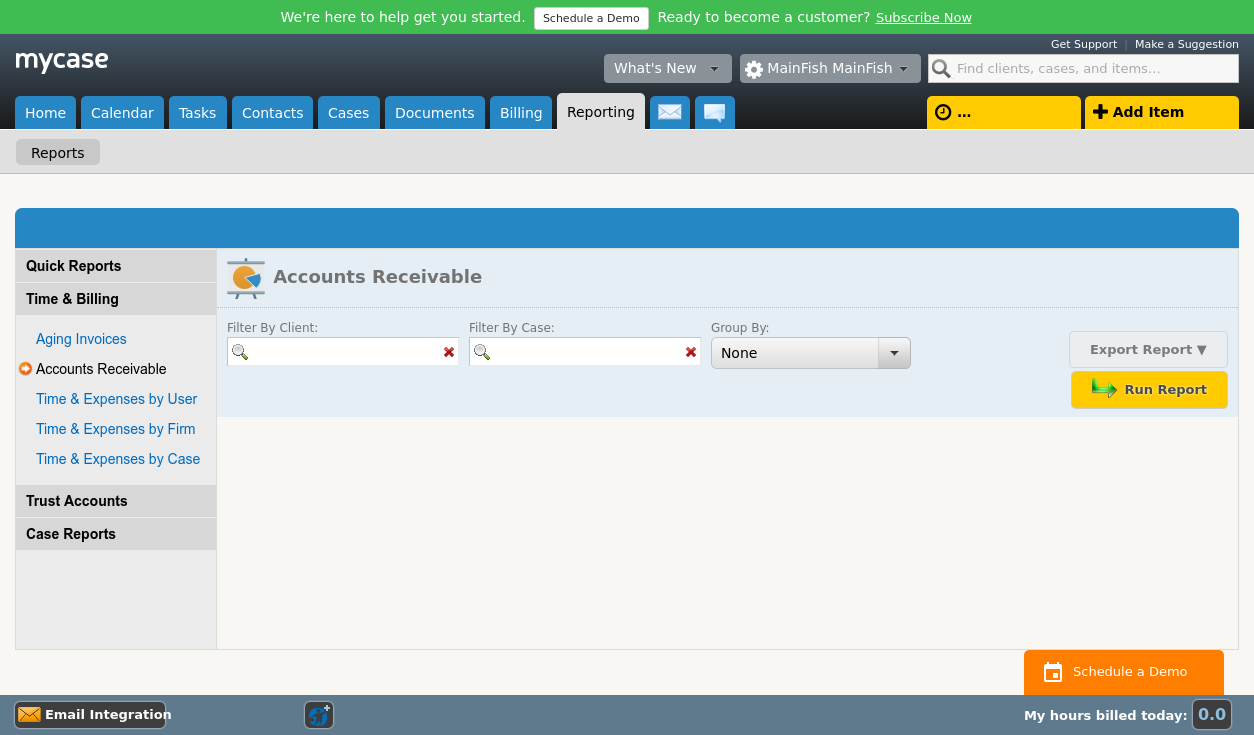 We're here to help get you started. Schedule a Demo Ready to become a customer? Subscribe Now
Get Support | Make a Suggestion
mycase
What's New MainFish MainFish Find clients, cases, and items...
Home Calendar Tasks Contacts Cases Documents Billing Reporting ... Add Item
Reports
Quick Reports
Time & Billing
Aging Invoices
Accounts Receivable
Time & Expenses by User
Time & Expenses by Firm
Time & Expenses by Case
Trust Accounts
Case Reports
Accounts Receivable
Filter By Client: Filter By Case: Group By:
None
Export Report ▼
Run Report
Schedule a Demo
Email Integration My hours billed today: 0.0